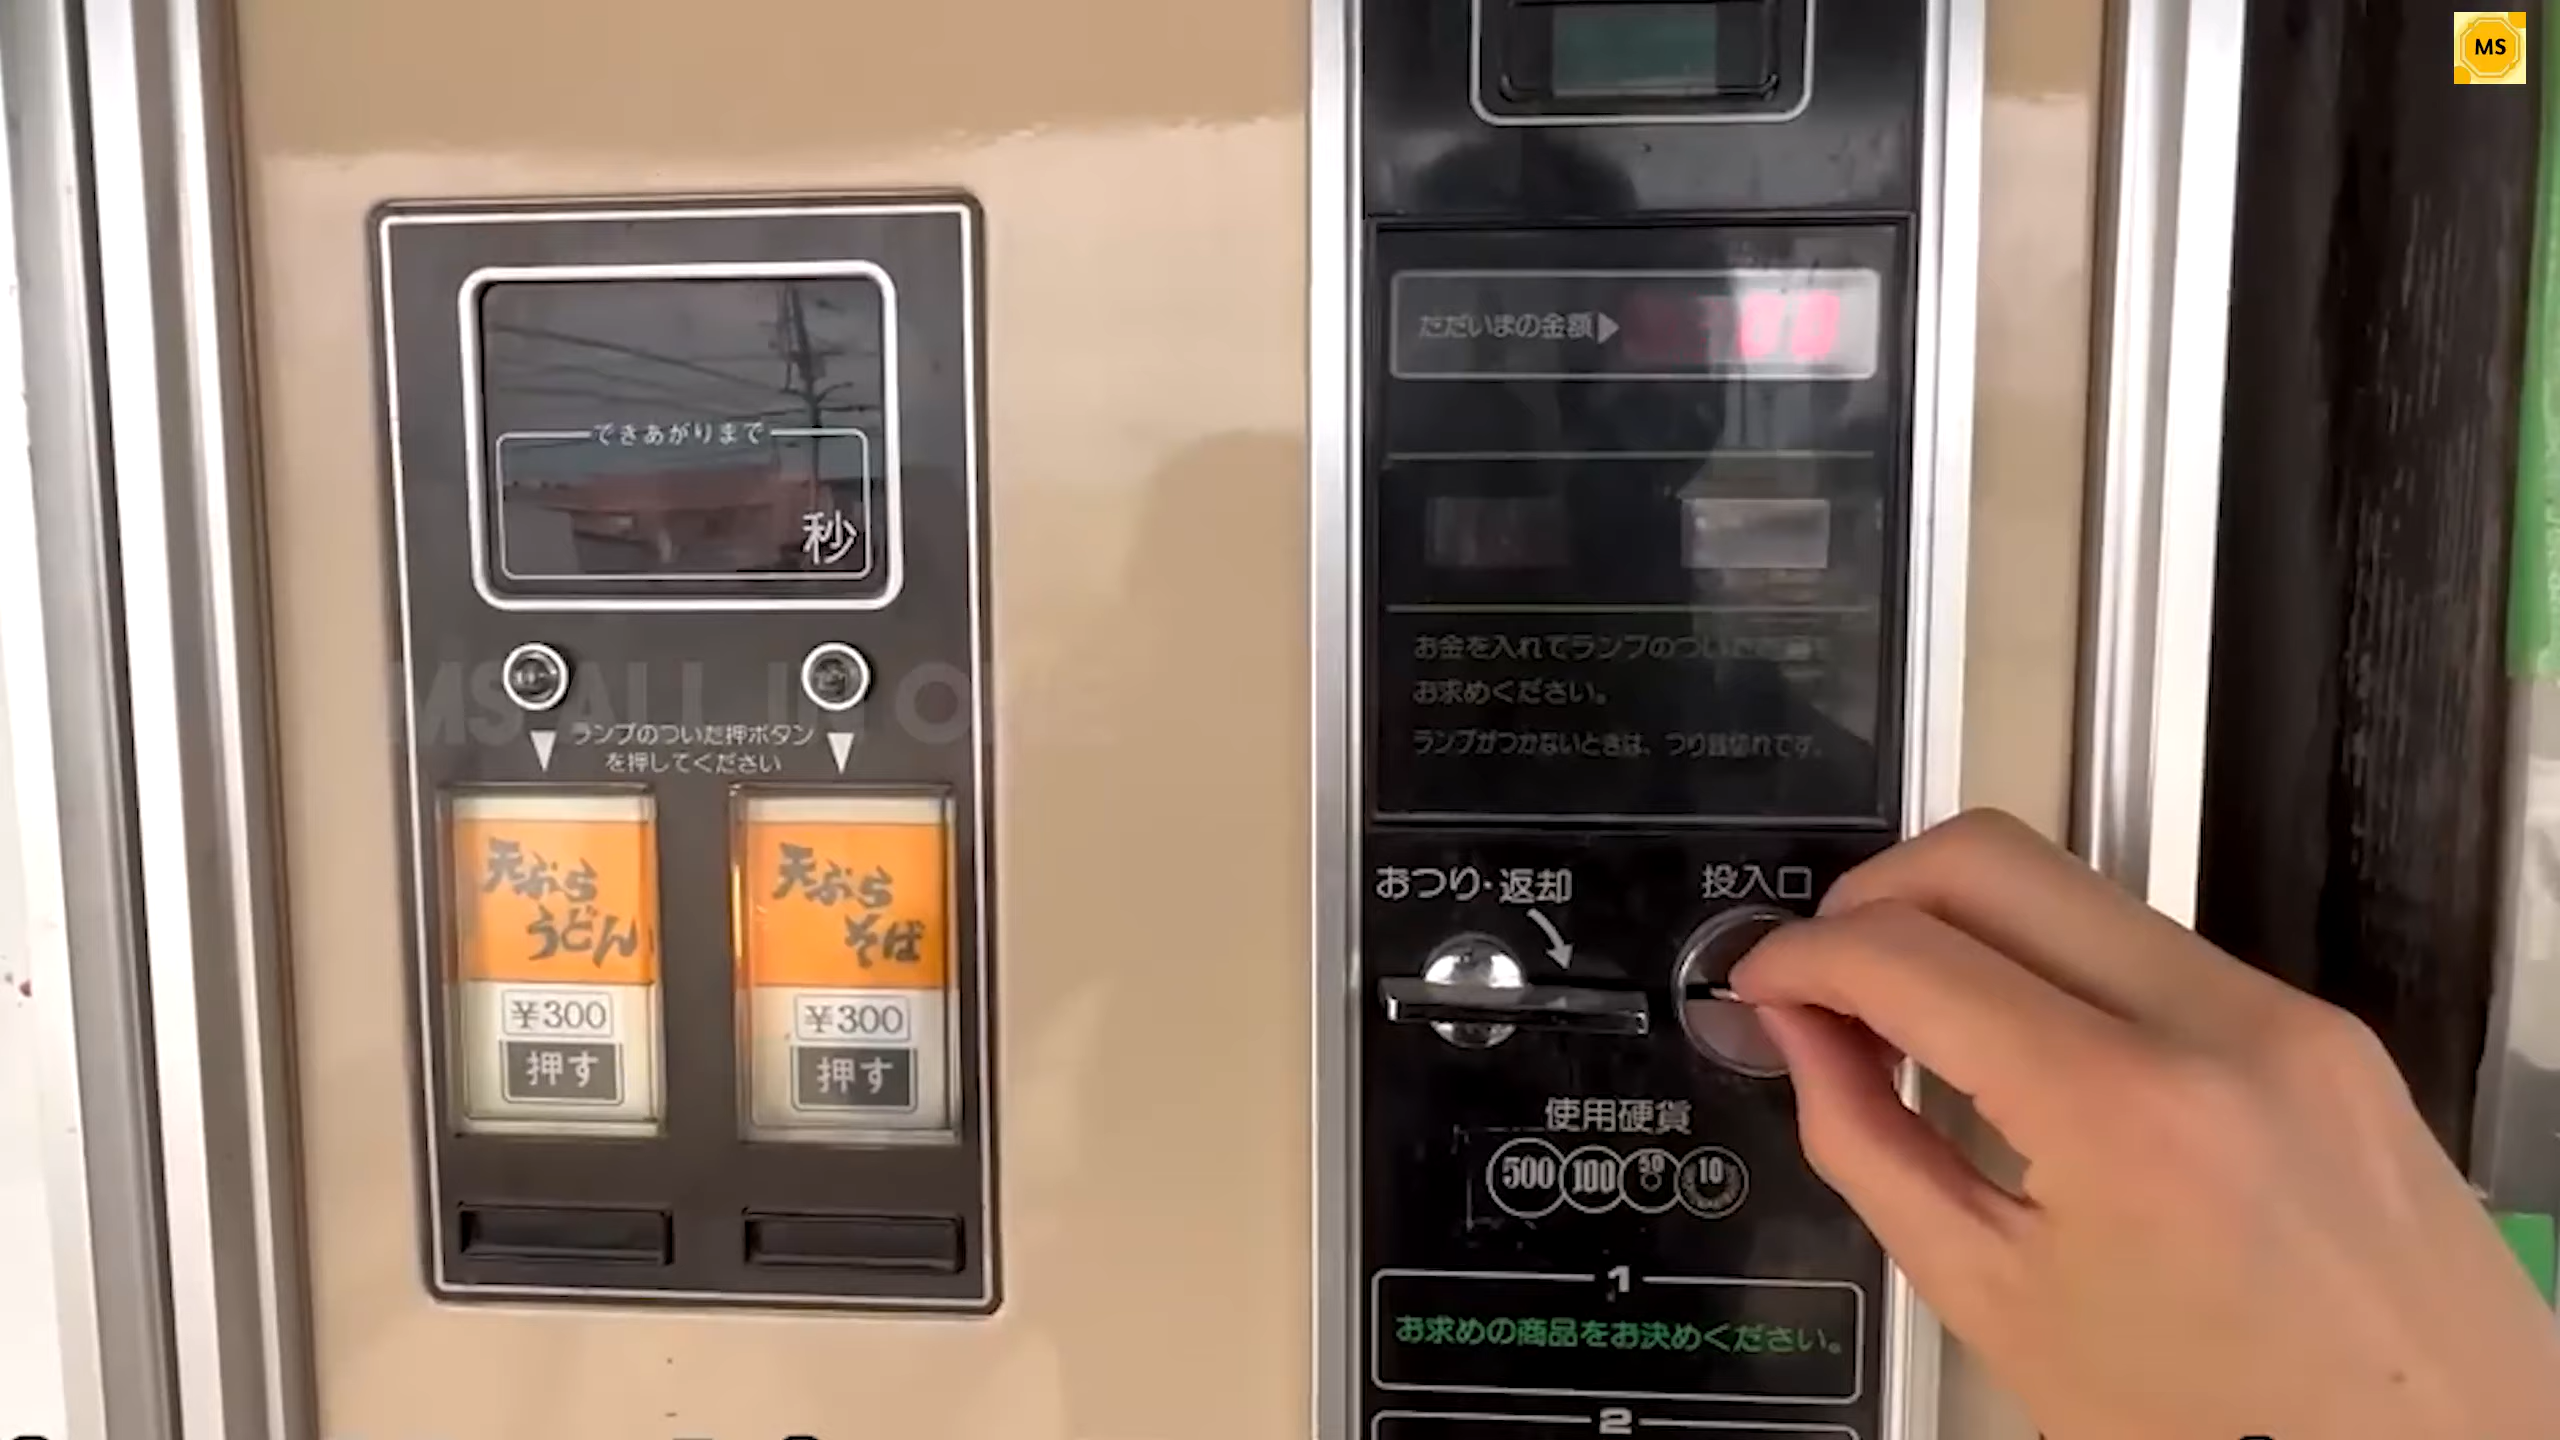 MS
できあがりまで
秒
MS ALL IN ONE
ランプのついた押ボタン
を押してください
天ぷら
うどん
¥300
押す
天ぷら
そば
¥300
押す
ただいまの金額▶
お金を入れてランプのついた
お求めください。
ランプがつかないときは、つり銭切れです。
おつり・返却
投入口
使用硬貨
500 100 50 10
1
お求めの商品をお決めください。
2